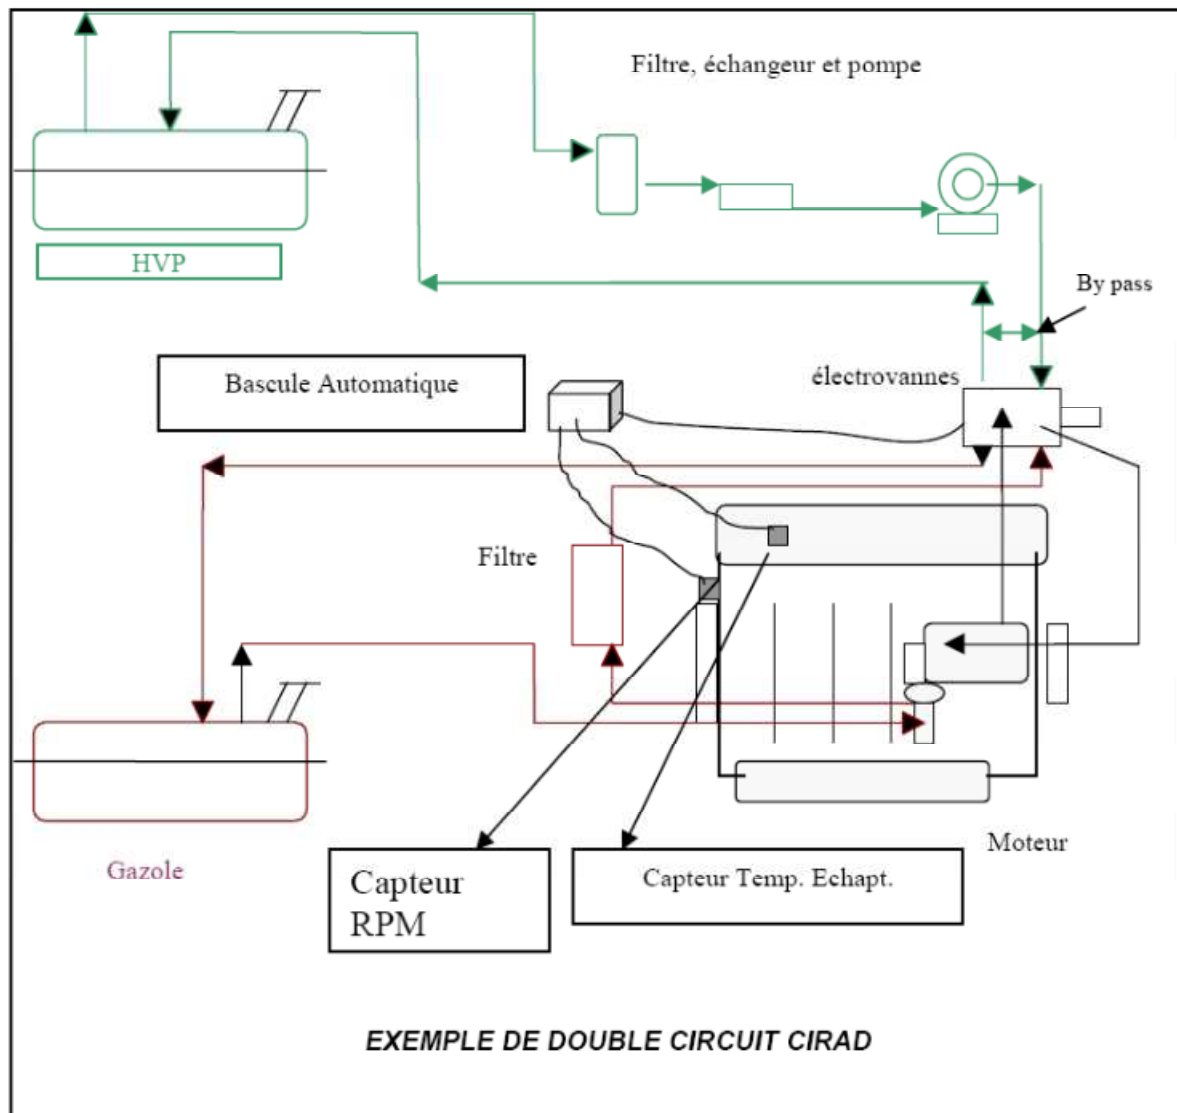 Filtre, échangeur et pompe
HVP
By pass
Bascule Automatique
électrovannes
Filtre
Gazole
Moteur
Capteur
RPM
Capteur Temp. Echapt.
EXEMPLE DE DOUBLE CIRCUIT CIRAD